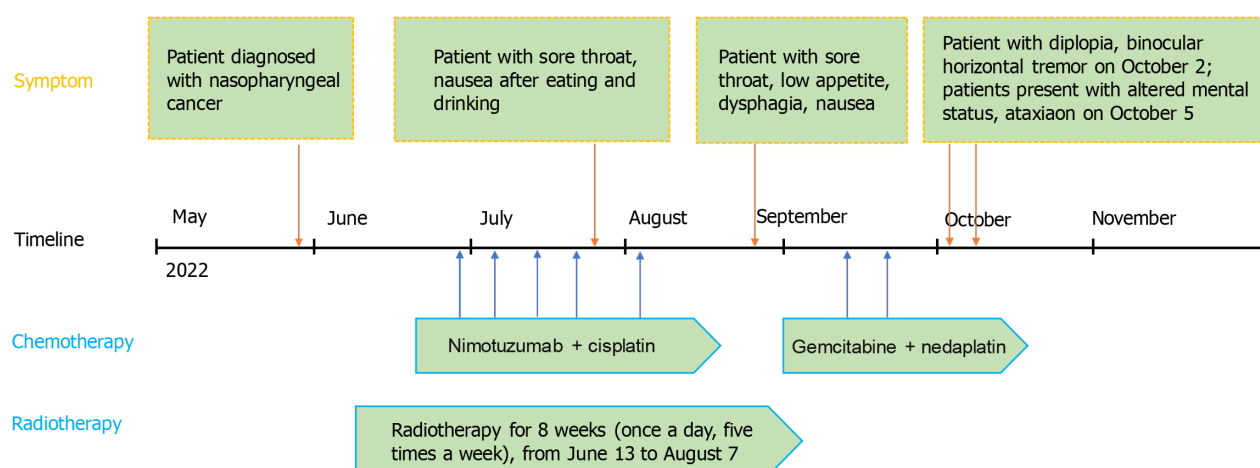 Symptom
Patient diagnosed
with nasopharyngeal
cancer
Patient with sore throat,
nausea after eating and
drinking
Patient with sore
throat, low appetite,
dysphagia, nausea
Patient with diplopia, binocular
horizontal tremor on October 2;
patients present with altered mental
status, ataxiaon on October 5
Timeline
May
June
July
August
September
October
November
2022
Chemotherapy
Nimotuzumab + cisplatin
Gemcitabine + nedaplatin
Radiotherapy
Radiotherapy for 8 weeks (once a day, five
times a week), from June 13 to August 7